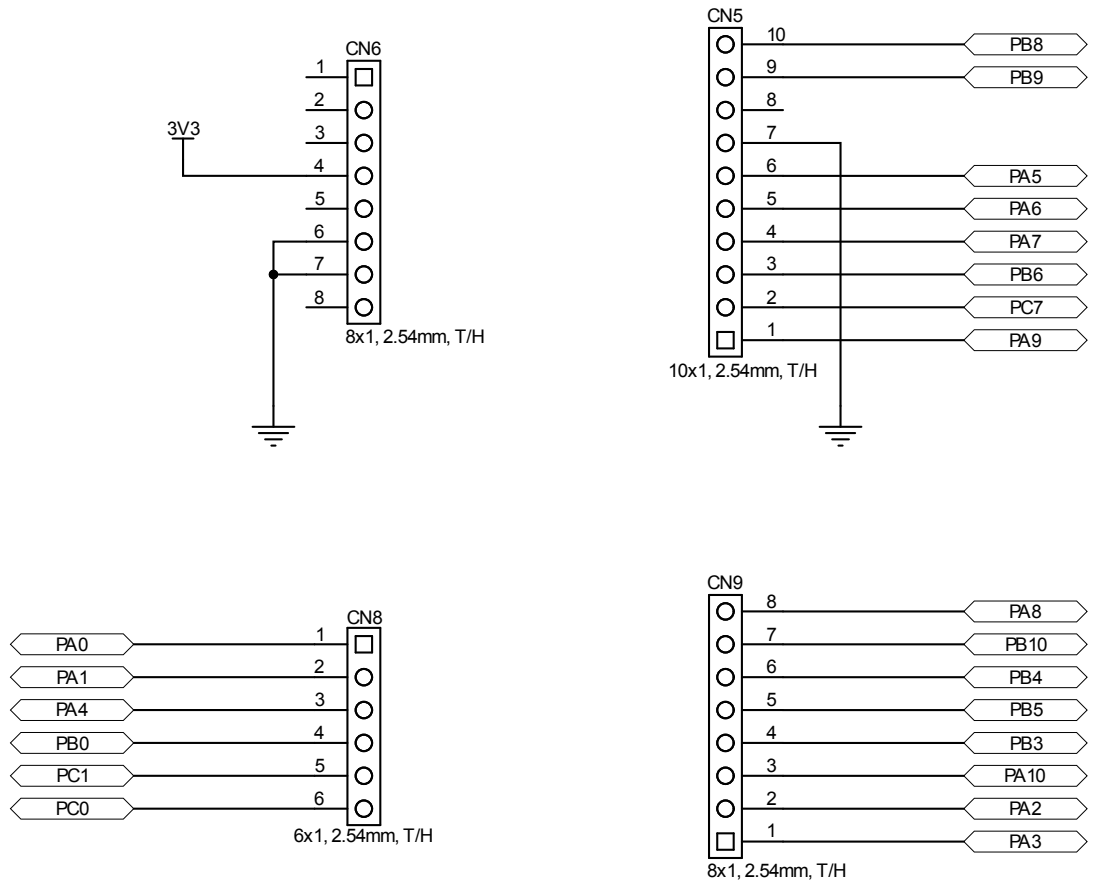 CN6
1
2
3
3V3
4
5
6
7
8
8x1, 2.54mm, T/H
CN5
10 PB8
9 PB9
8
7
6 PA5
5 PA6
4 PA7
3 PB6
2 PC7
1 PA9
10x1, 2.54mm, T/H
CN8
PA0 1
PA1 2
PA4 3
PB0 4
PC1 5
PC0 6
6x1, 2.54mm, T/H
CN9
8 PA8
7 PB10
6 PB4
5 PB5
4 PB3
3 PA10
2 PA2
1 PA3
8x1, 2.54mm, T/H